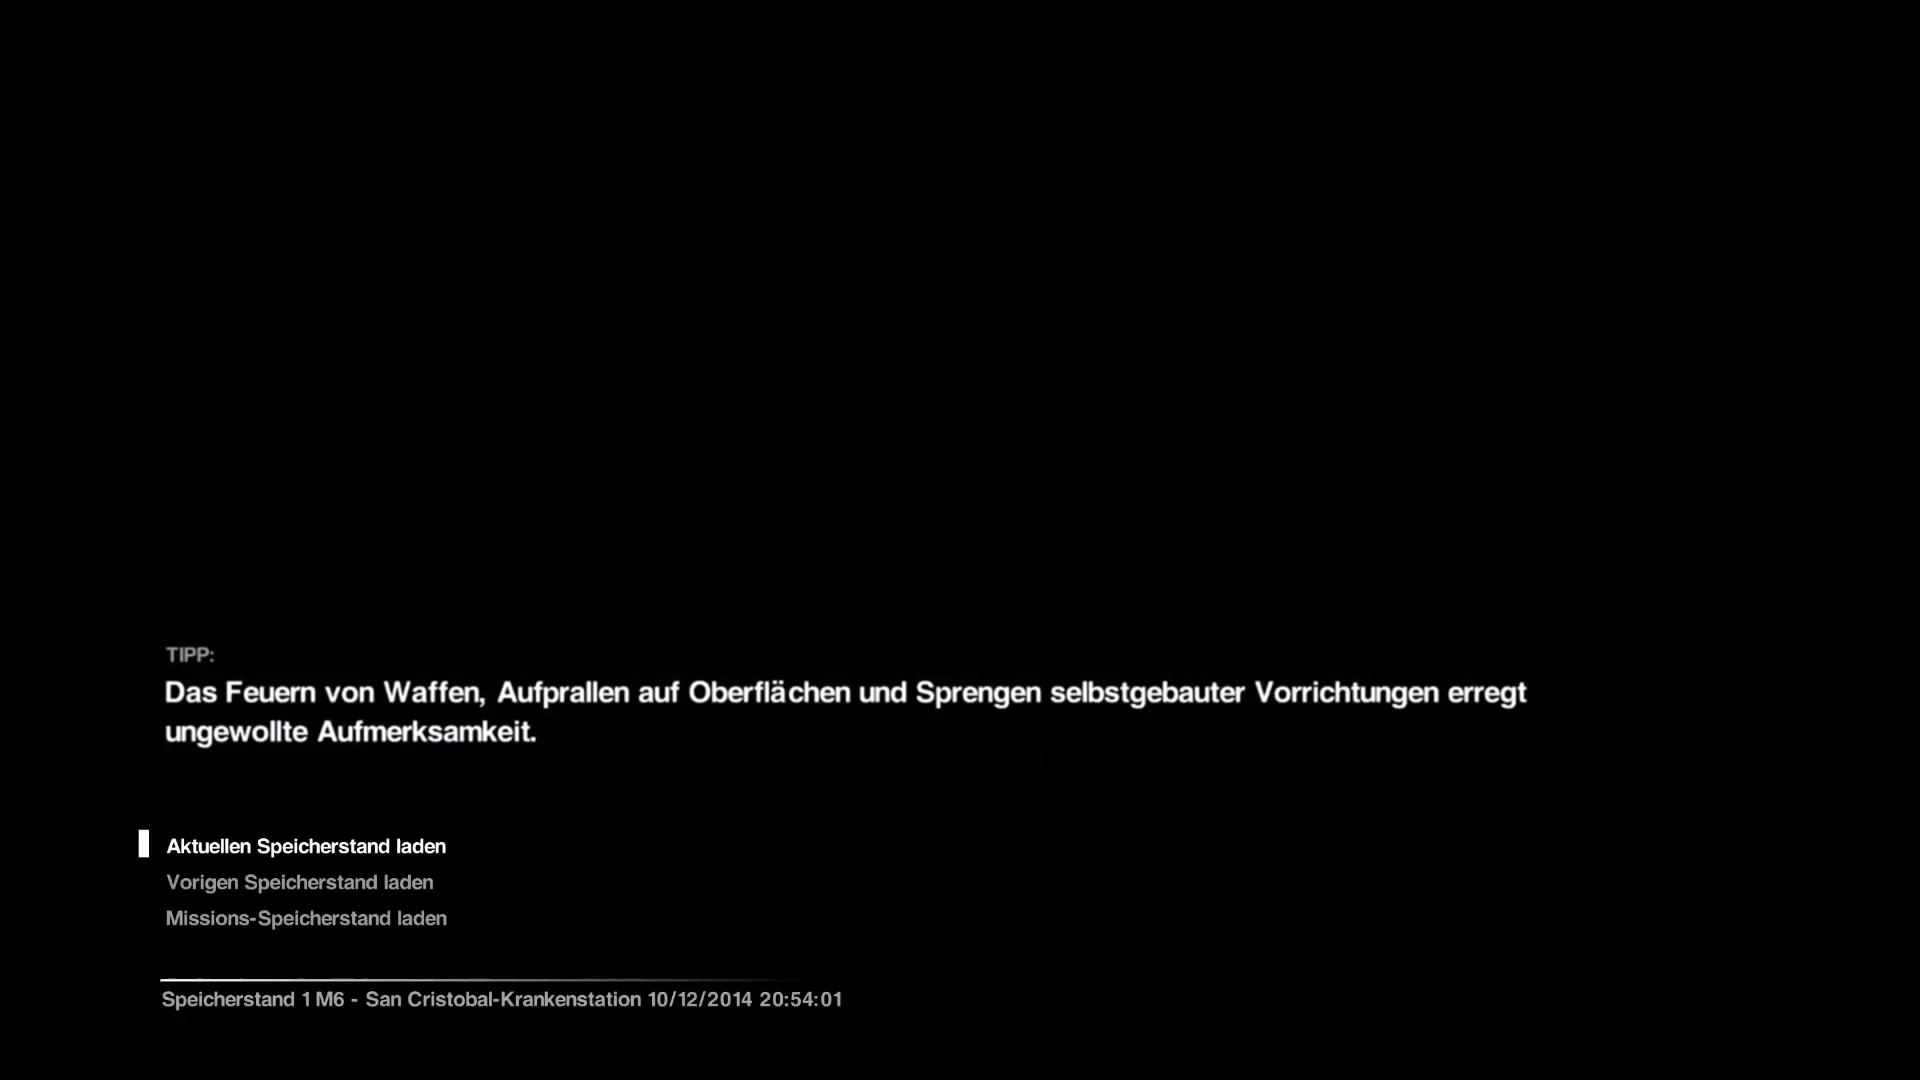 TIPP:
Das Feuern von Waffen, Aufprallen auf Oberflächen und Sprengen selbstgebauter Vorrichtungen erregt
ungewollte Aufmerksamkeit.
Aktuellen Speicherstand laden
Vorigen Speicherstand laden
Missions-Speicherstand laden
Speicherstand 1 M6 - San Cristobal-Krankenstation 10/12/2014 20:54:01